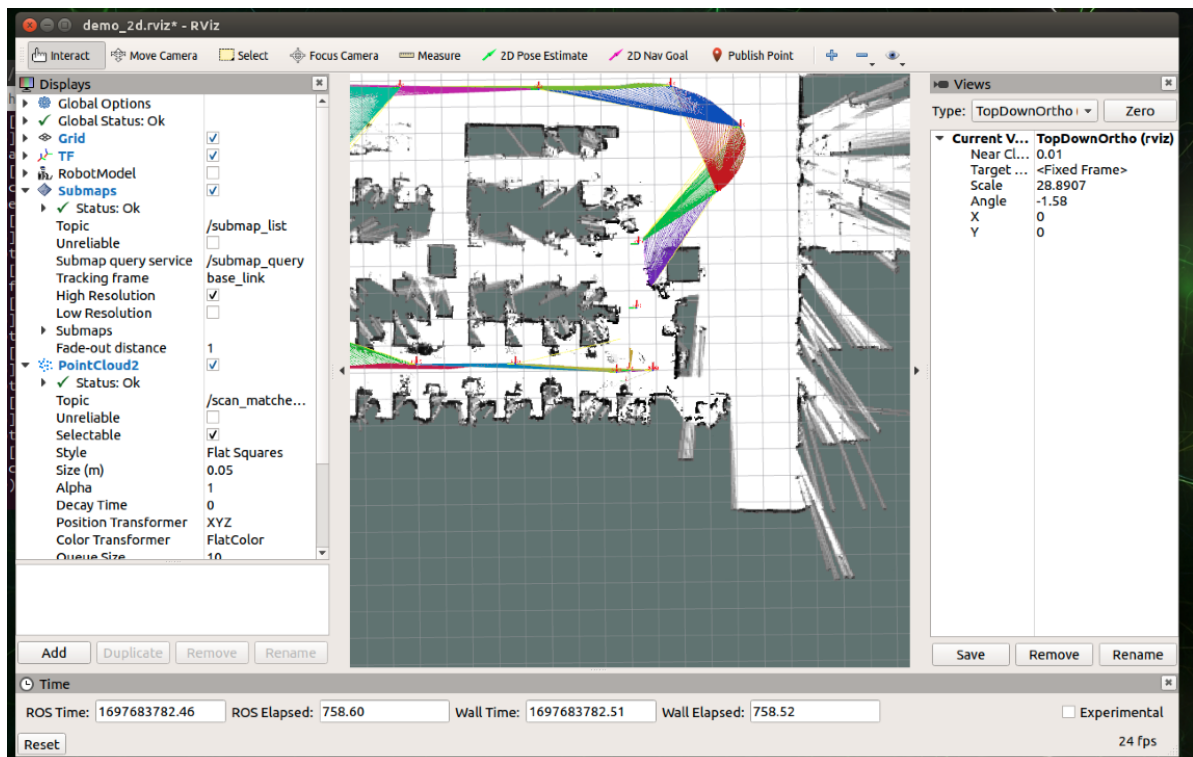 demo_2d.rviz* - RViz
Interact Move Camera Select Focus Camera Measure 2D Pose Estimate 2D Nav Goal Publish Point
Displays
Global Options
Global Status: Ok
Grid
TF
RobotModel
Submaps
Status: Ok
Topic /submap_list
Unreliable
Submap query service /submap_query
Tracking frame base_link
High Resolution
Low Resolution
Submaps
Fade-out distance 1
PointCloud2
Status: Ok
Topic /scan_matche...
Unreliable
Selectable
Style Flat Squares
Size (m) 0.05
Alpha 1
Decay Time 0
Position Transformer XYZ
Color Transformer FlatColor
Queue Size 10
Add Duplicate Remove Rename
Views
Type: TopDownOrtho Zero
Current V... TopDownOrtho (rviz)
Near Cl... 0.01
Target ... <Fixed Frame>
Scale 28.8907
Angle -1.58
X 0
Y 0
Save Remove Rename
Time
ROS Time: 1697683782.46 ROS Elapsed: 758.60 Wall Time: 1697683782.51 Wall Elapsed: 758.52 Experimental
Reset 24 fps